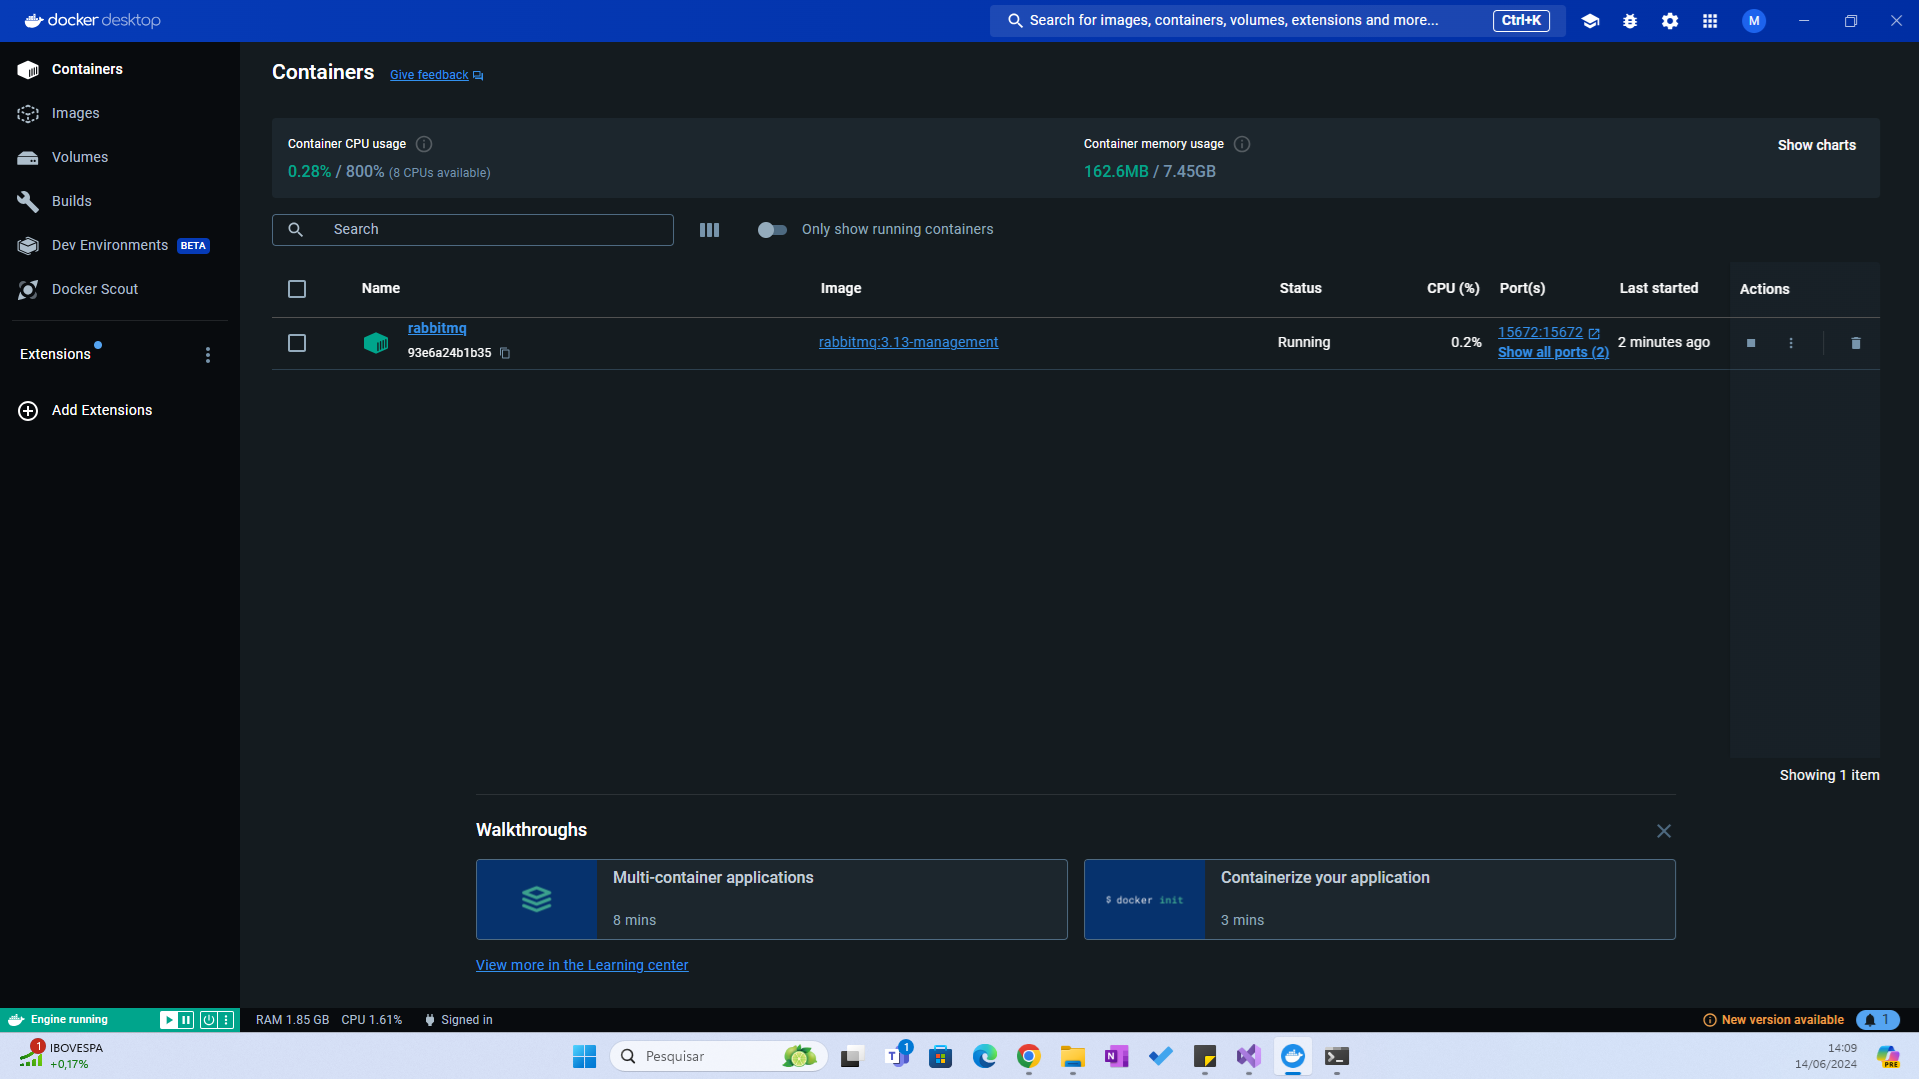 docker desktop
Search for images, containers, volumes, extensions and more...
Ctrl+K
M
Containers
Images
Volumes
Builds
Dev Environments BETA
Docker Scout
Extensions
Add Extensions
Containers Give feedback
Container CPU usage
0.28% / 800% (8 CPUs available)
Container memory usage
162.6MB / 7.45GB
Show charts
Search
Only show running containers
Name Image Status CPU (%) Port(s) Last started Actions
rabbitmq
93e6a24b1b35
rabbitmq:3.13-management
Running
0.2%
15672:15672
Show all ports (2)
2 minutes ago
Showing 1 item
Walkthroughs
Multi-container applications
8 mins
$ docker init
Containerize your application
3 mins
View more in the Learning center
Engine running
RAM 1.85 GB CPU 1.61% Signed in
New version available
1
1
IBOVESPA
+0,17%
Pesquisar
T
1
N
14:09
14/06/2024
PRE